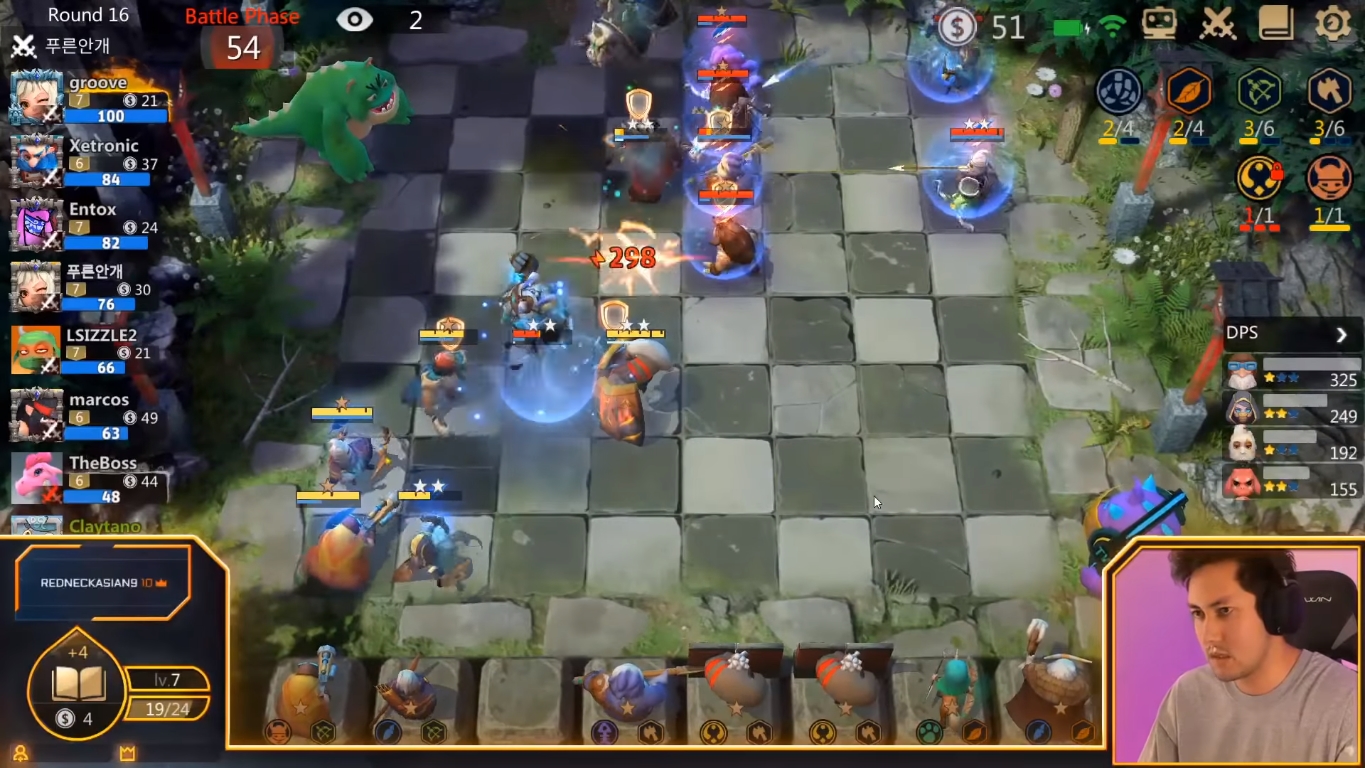 Round 16
Battle Phase
54
2
51
푸른안개
groove
7 21
100
Xetronic
6 37
84
Entox
7 24
82
푸른안개
7 30
76
LSIZZLE2
7 21
66
marcos
6 49
63
TheBoss
6 44
48
Claytano
2/4 2/4 3/6 3/6
1/1 1/1
298
DPS
325
249
192
155
REDNECKASIAN9 10
+4
4
lv.7
19/24